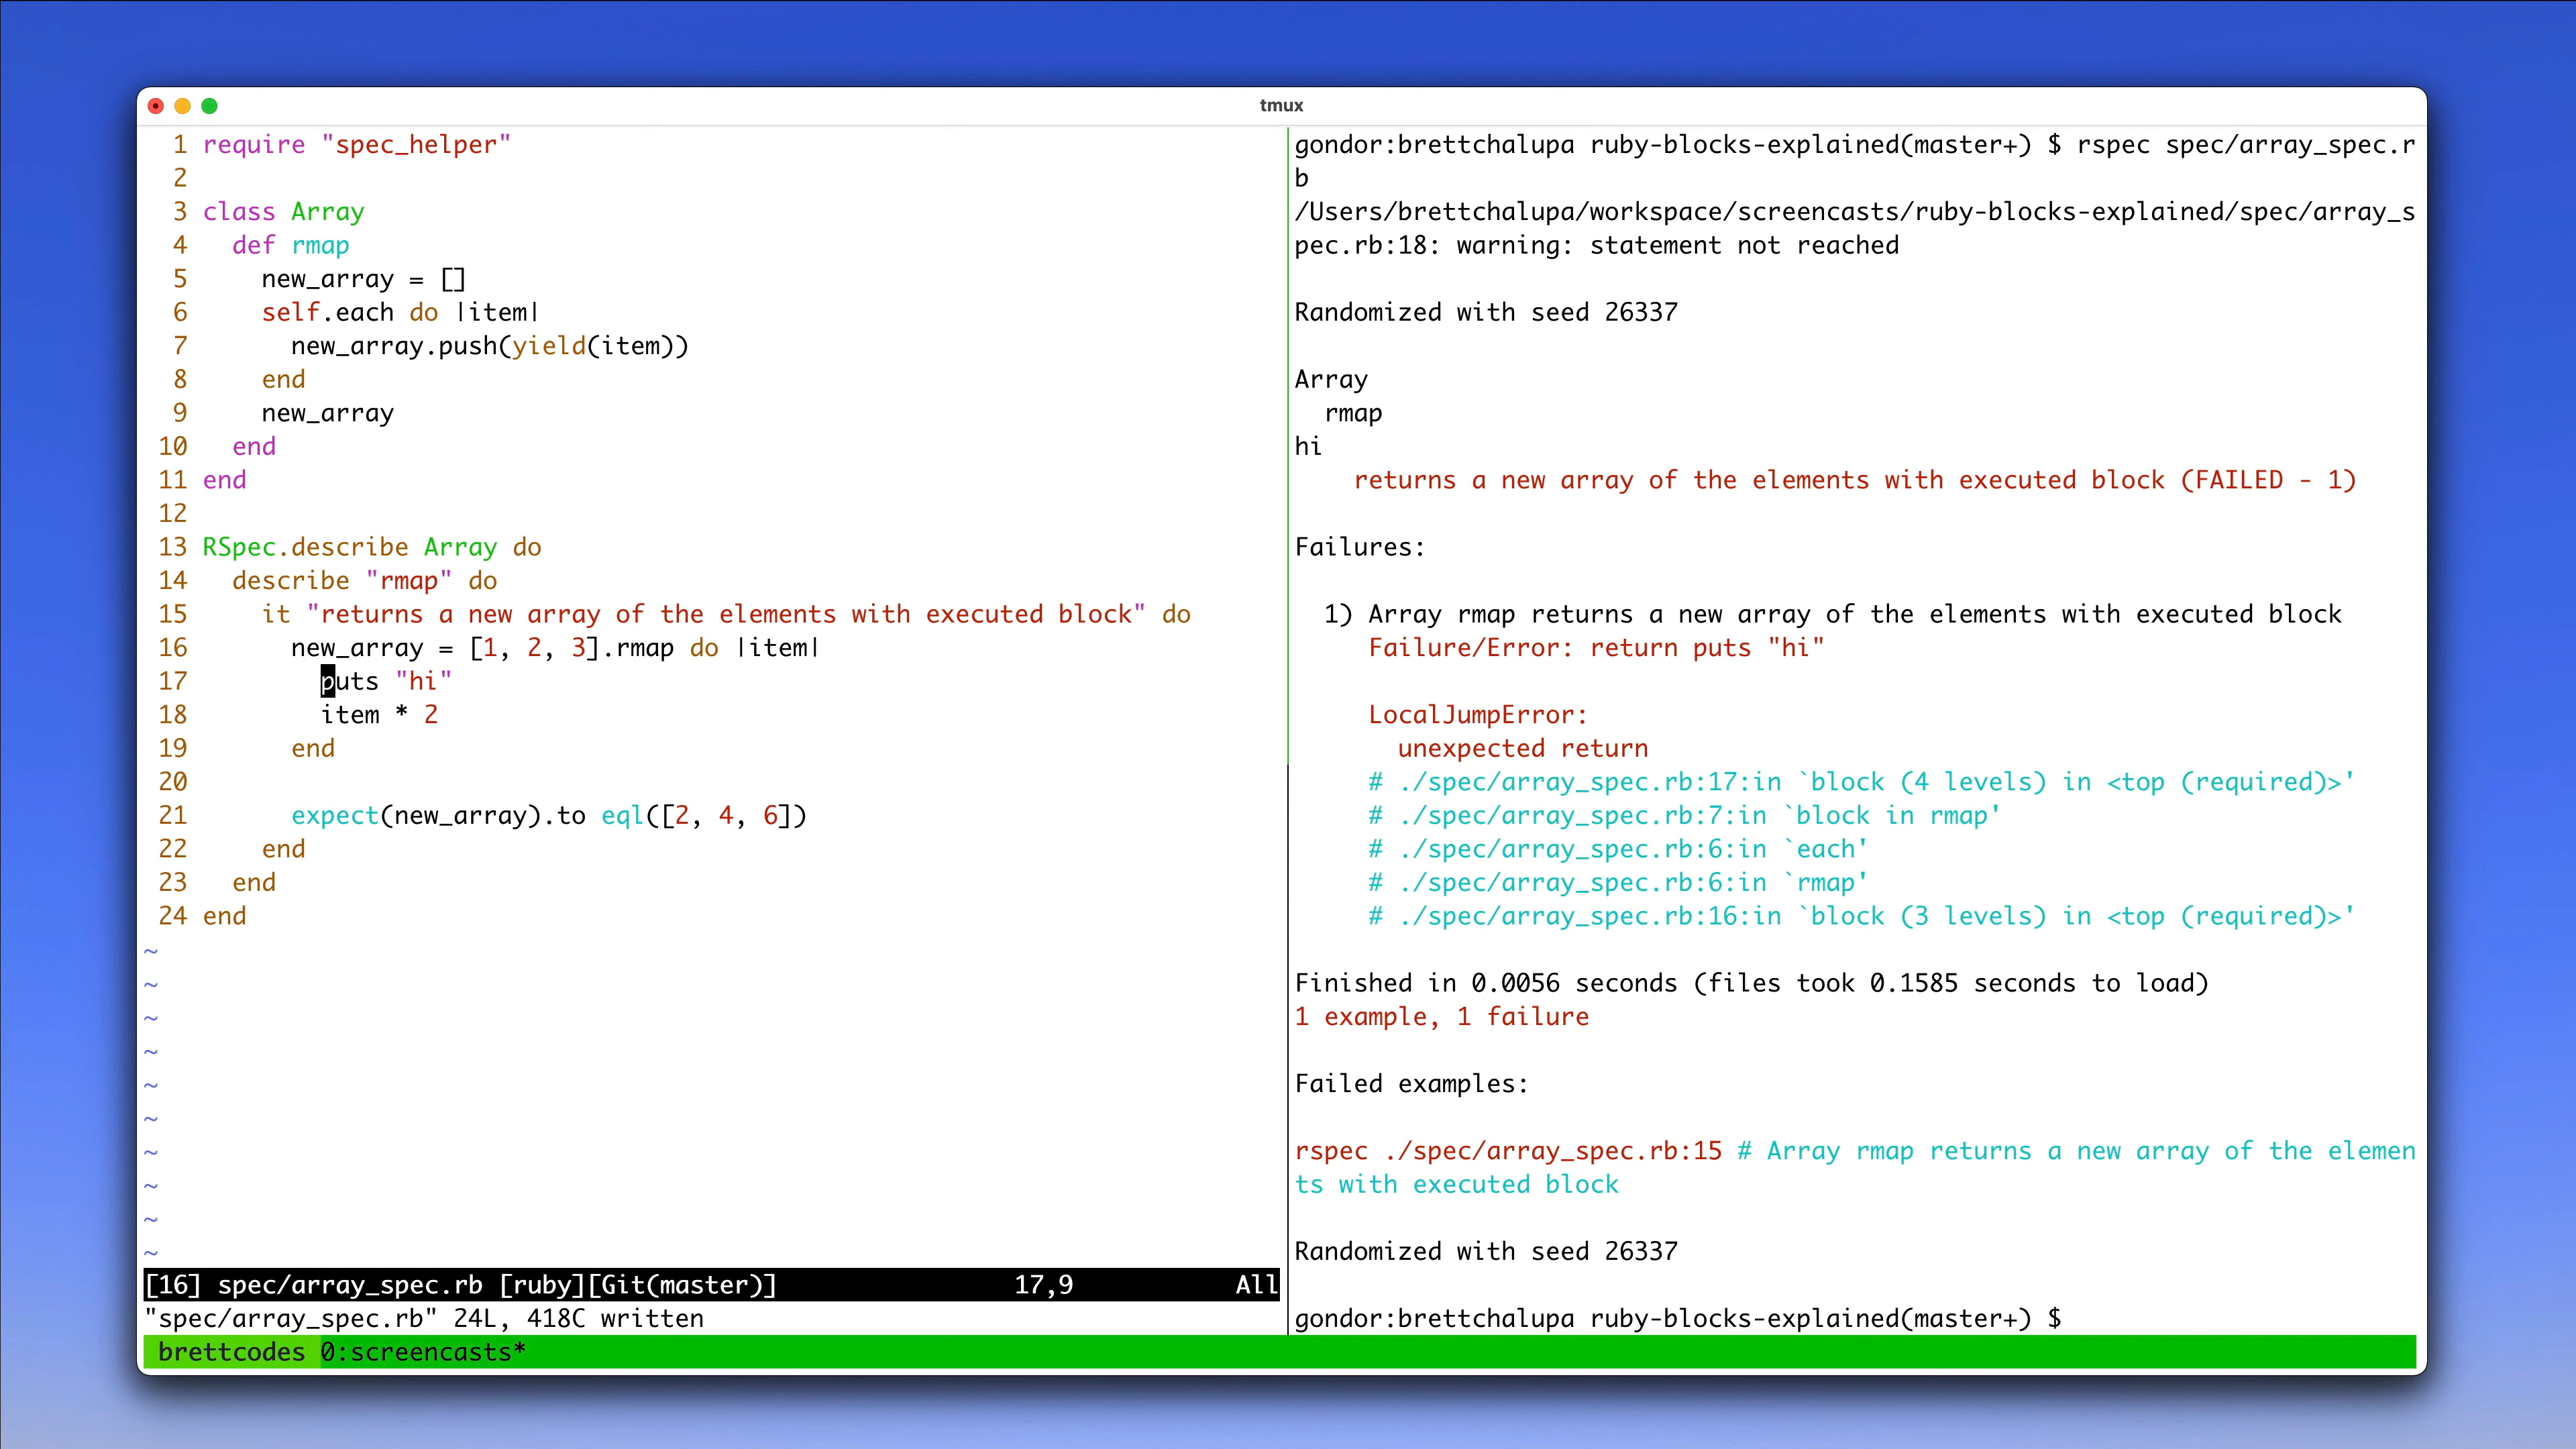 tmux
1 require "spec_helper"
2
3 class Array
4   def rmap
5     new_array = []
6     self.each do |item|
7       new_array.push(yield(item))
8     end
9     new_array
10   end
11 end
12
13 RSpec.describe Array do
14   describe "rmap" do
15     it "returns a new array of the elements with executed block" do
16       new_array = [1, 2, 3].rmap do |item|
17         puts "hi"
18         item * 2
19       end
20
21       expect(new_array).to eql([2, 4, 6])
22     end
23   end
24 end
~
~
~
~
~
~
~
~
~
~
[16] spec/array_spec.rb [ruby][Git(master)] 17,9 All
"spec/array_spec.rb" 24L, 418C written
gondor:brettchalupa ruby-blocks-explained(master+) $ rspec spec/array_spec.r
b
/Users/brettchalupa/workspace/screencasts/ruby-blocks-explained/spec/array_s
pec.rb:18: warning: statement not reached
Randomized with seed 26337
Array
  rmap
hi
    returns a new array of the elements with executed block (FAILED - 1)
Failures:
  1) Array rmap returns a new array of the elements with executed block
     Failure/Error: return puts "hi"
     LocalJumpError:
       unexpected return
     # ./spec/array_spec.rb:17:in `block (4 levels) in <top (required)>'
     # ./spec/array_spec.rb:7:in `block in rmap'
     # ./spec/array_spec.rb:6:in `each'
     # ./spec/array_spec.rb:6:in `rmap'
     # ./spec/array_spec.rb:16:in `block (3 levels) in <top (required)>'
Finished in 0.0056 seconds (files took 0.1585 seconds to load)
1 example, 1 failure
Failed examples:
rspec ./spec/array_spec.rb:15 # Array rmap returns a new array of the elemen
ts with executed block
Randomized with seed 26337
gondor:brettchalupa ruby-blocks-explained(master+) $
brettcodes 0:screencasts*